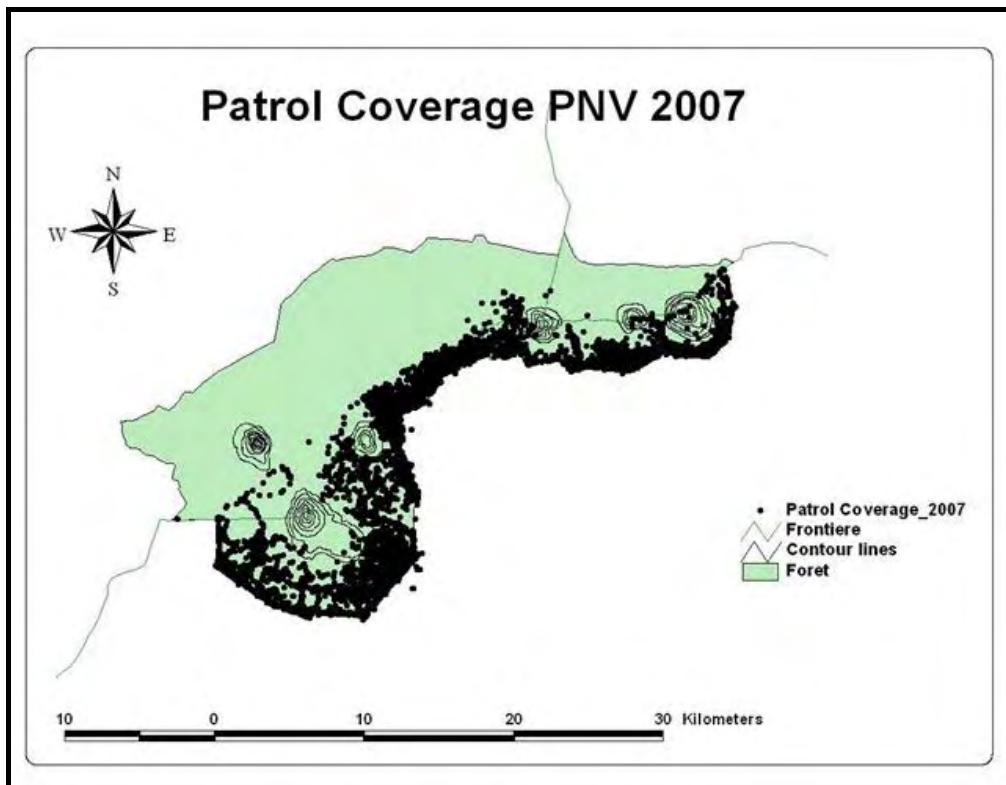 Patrol Coverage PNV 2007
N
W E
S
Patrol Coverage_2007
Frontiere
Contour lines
Foret
10 0 10 20 30 Kilometers